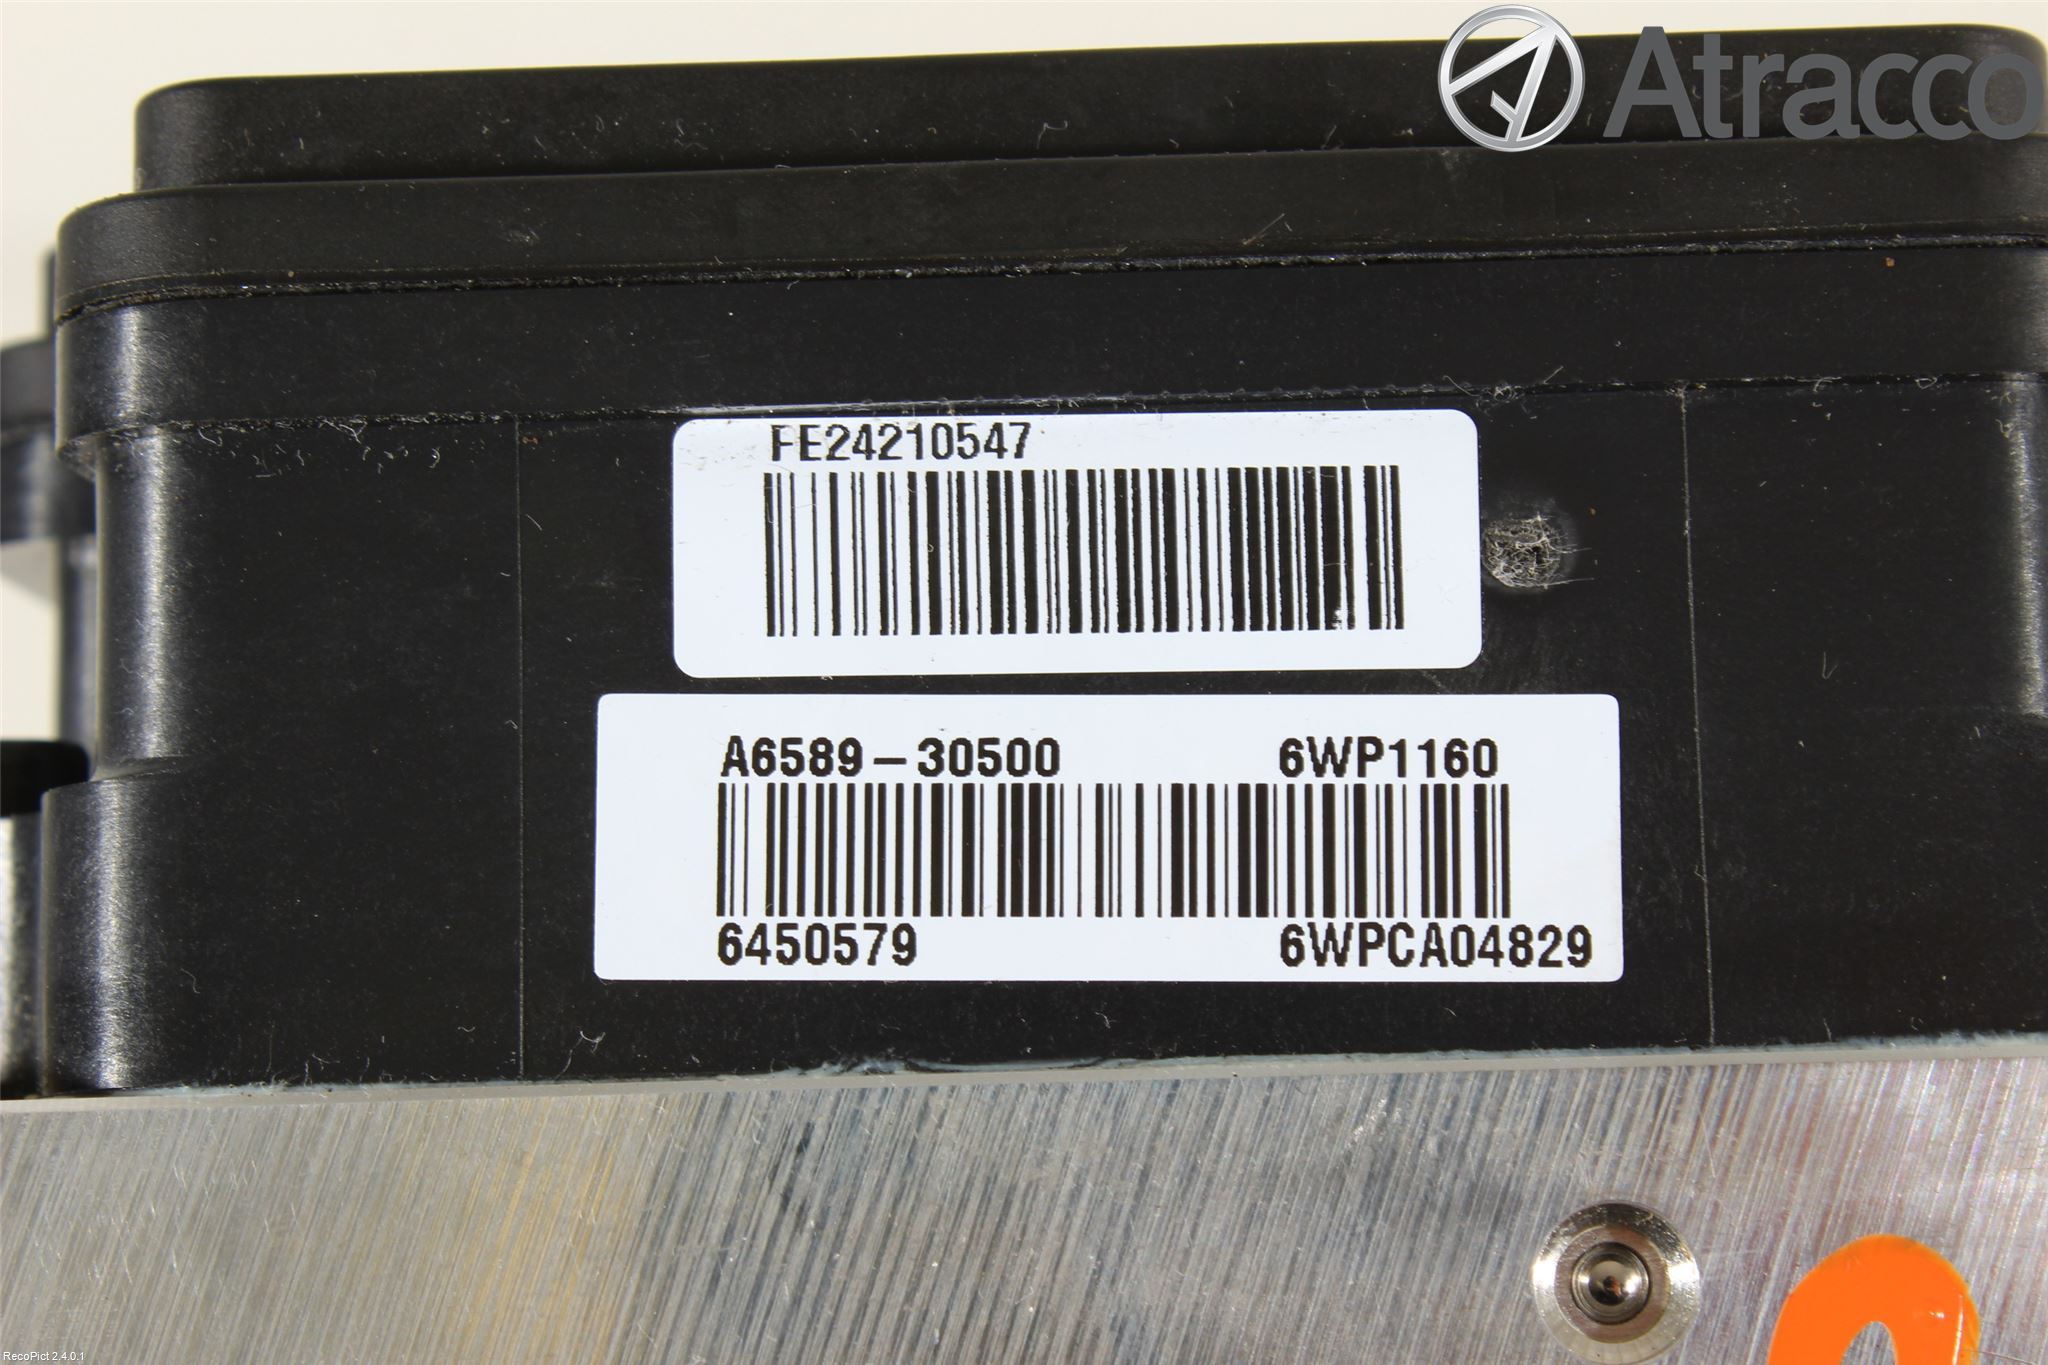 Atracco
FE24210547
A6589-30500 6WP1160
6450579 6WPCA04829
RecoPict 2.4.0.1